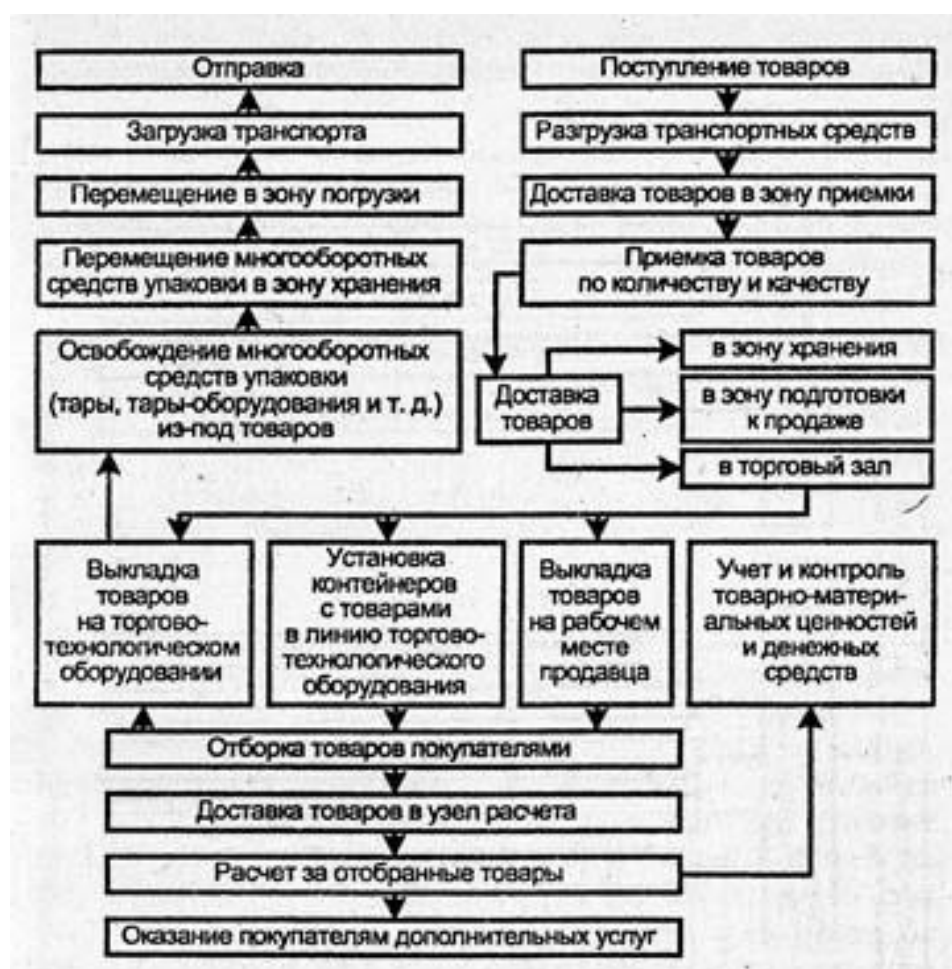 Отправка
Загрузка транспорта
Перемещение в зону погрузки
Перемещение многооборотных
средств упаковки в зону хранения
Освобождение многооборотных
средств упаковки
(тары, тары-оборудования и т. д.)
из-под товаров
Поступление товаров
Разгрузка транспортных средств
Доставка товаров в зону приемки
Приемка товаров
по количеству и качеству
Доставка
товаров
в зону хранения
в зону подготовки
к продаже
в торговый зал
Выкладка
товаров
на торгово-
технологическом
оборудовании
Установка
контейнеров
с товарами
в линию торгово-
технологического
оборудования
Выкладка
товаров
на рабочем
месте
продавца
Учет и контроль
товарно-матери-
альных ценностей
и денежных
средств
Отборка товаров покупателями
Доставка товаров в узел расчета
Расчет за отобранные товары
Оказание покупателям дополнительных услуг